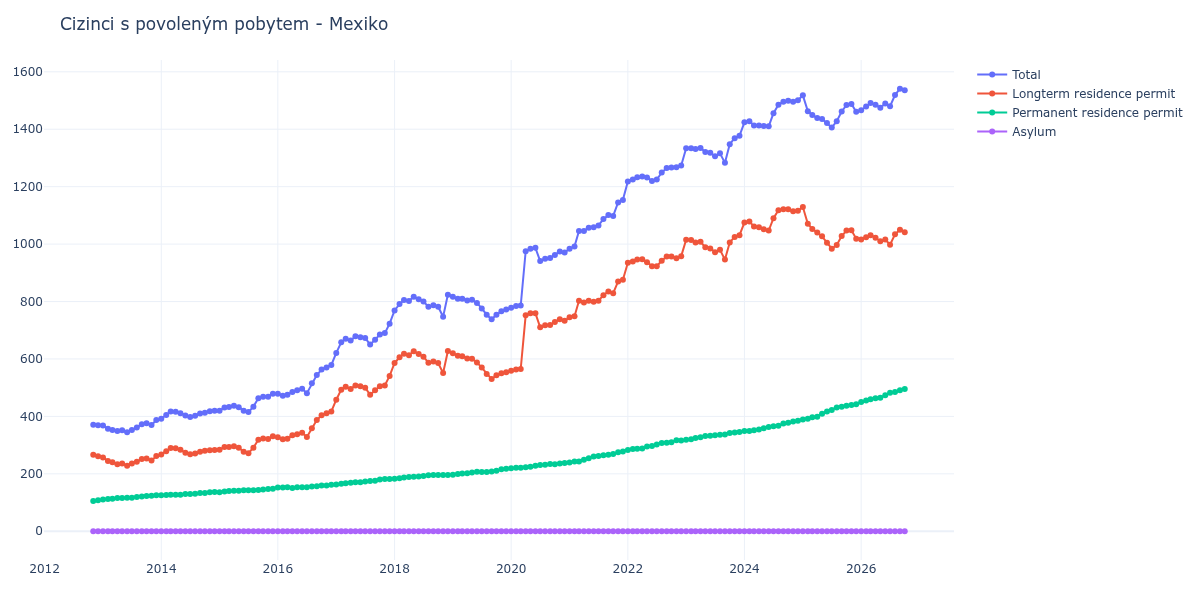 Cizinci s povoleným pobytem - Mexiko
1600
1400
1200
1000
800
600
400
200
0
2012 2014 2016 2018 2020 2022 2024 2026
Total
Longterm residence permit
Permanent residence permit
Asylum